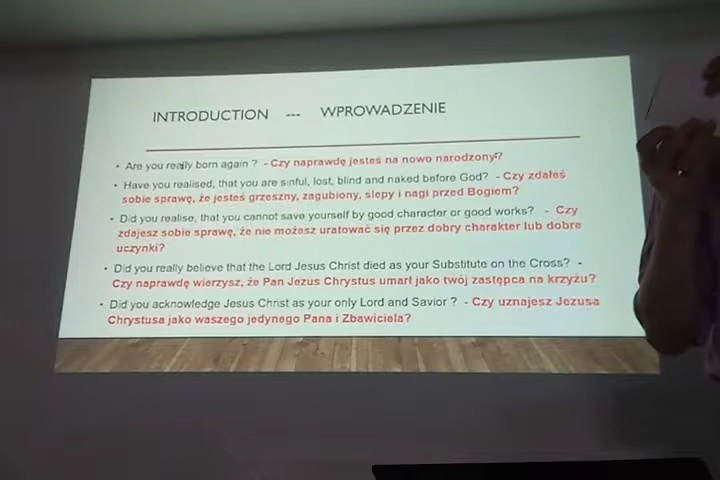 INTRODUCTION --- WPROWADZENIE
• Are you really born again ? - Czy naprawdę jestes na nowo narodzony?
• Have you realised, that you are sinful, lost, blind and naked before God? - Czy zdałeś
sobie sprawę, że jesteś grzeszny, zagubiony, ślepy i nagi przed Bogiem?
• Did you realise, that you cannot save yourself by good character or good works? - Czy
zdajesz sobie sprawę, że nie możesz uratować się przez dobry charakter lub dobre
uczynki?
• Did you really believe that the Lord Jesus Christ died as your Substitute on the Cross? -
Czy naprawdę wierzysz, że Pan Jezus Chrystus umarł jako twój zastępca na krzyżu?
• Did you acknowledge Jesus Christ as your only Lord and Savior ? - Czy uznajesz Jezusa
Chrystusa jako waszego jedynego Pana i Zbawiciela?